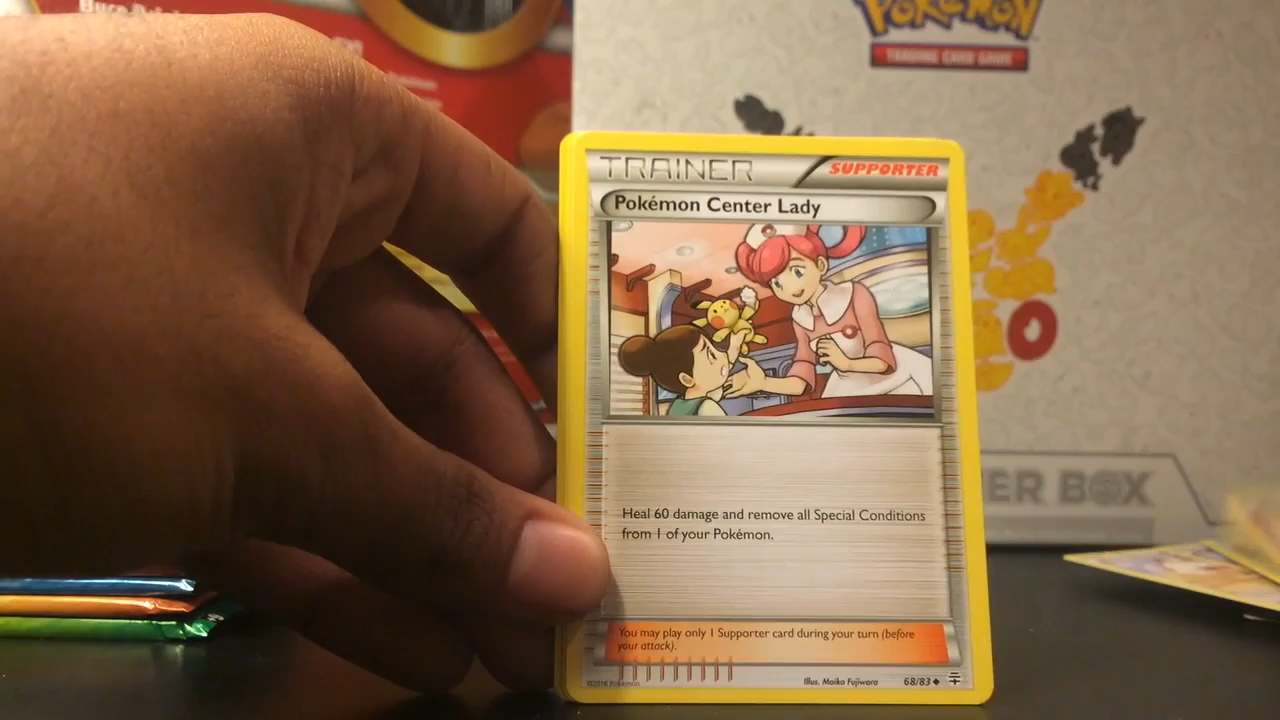 POKÉMON
TRADING CARD GAME
TRAINER
SUPPORTER
Pokémon Center Lady
Heal 60 damage and remove all Special Conditions
from 1 of your Pokémon.
You may play only 1 Supporter card during your turn (before
your attack).
©2016 Pokémon
Illus. Maiko Fujiwara
68/83
ER BOX